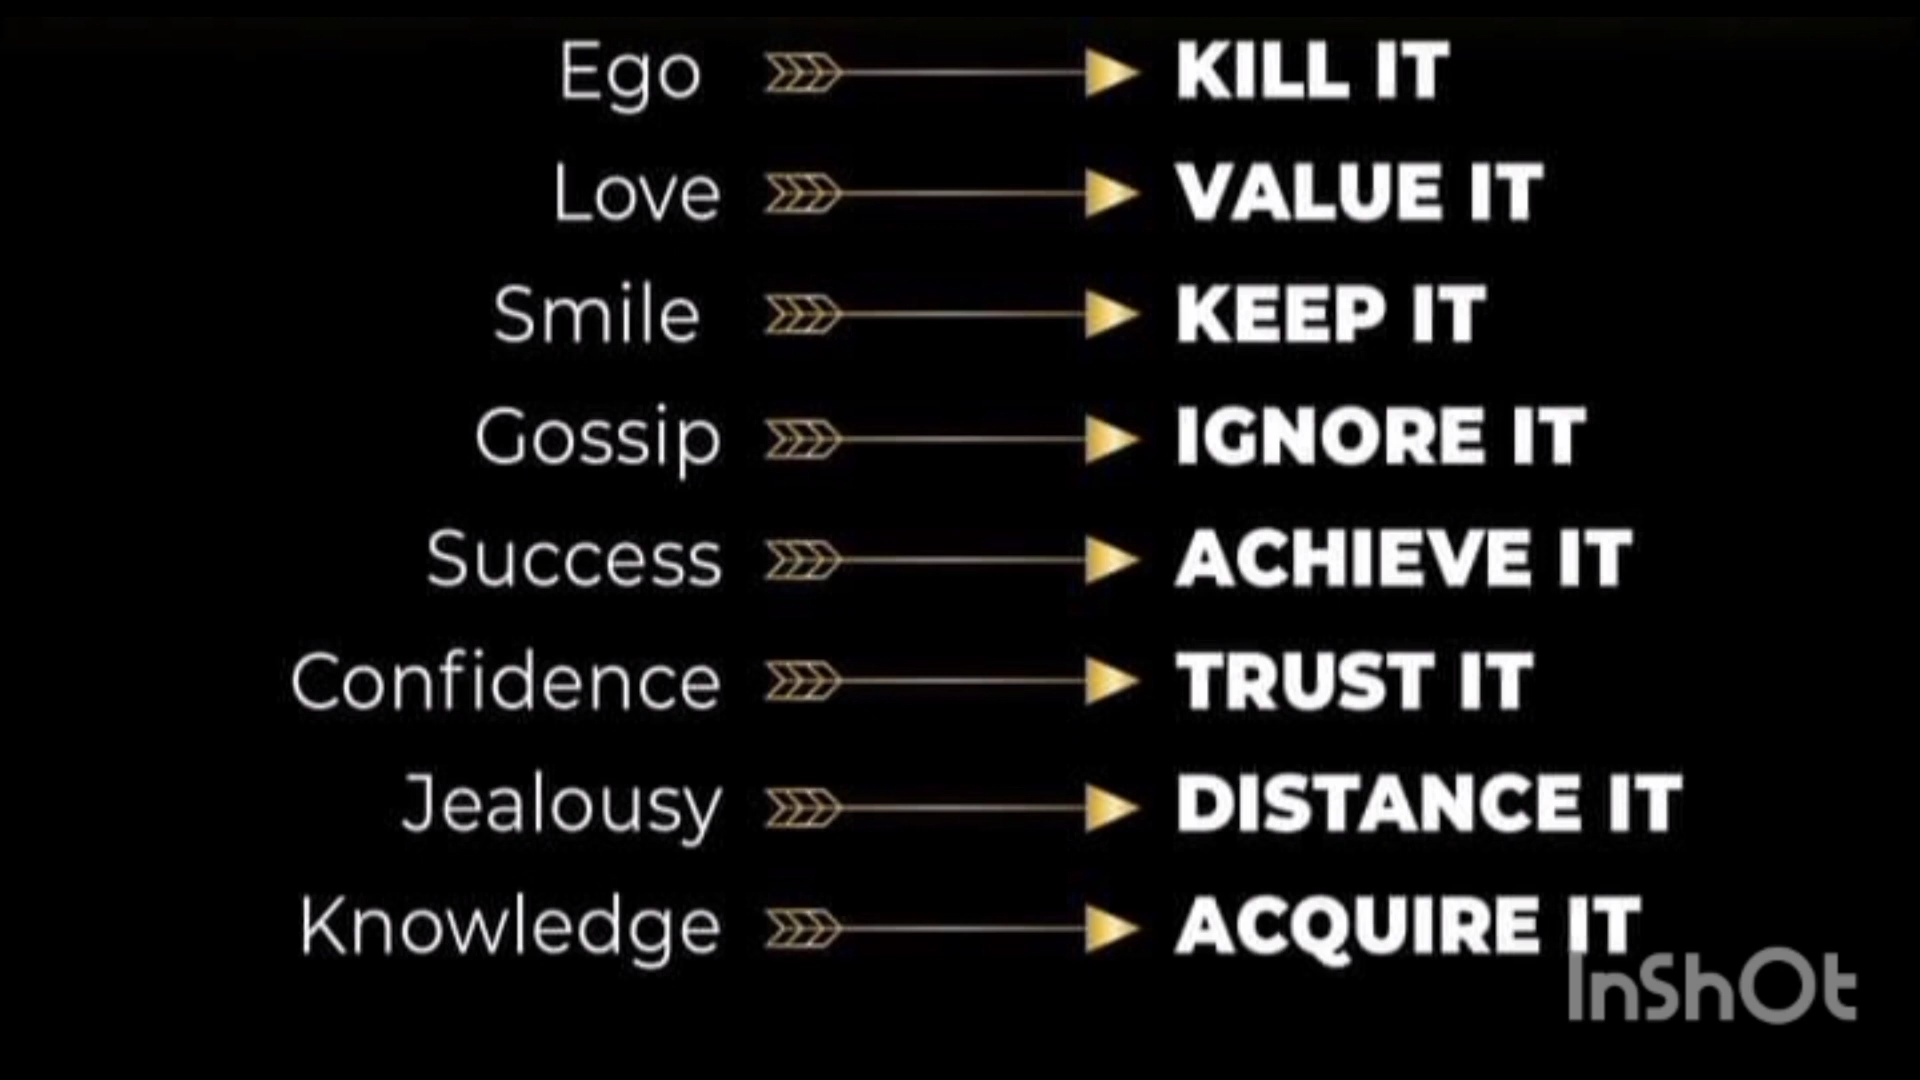 Ego KILL IT
Love VALUE IT
Smile KEEP IT
Gossip IGNORE IT
Success ACHIEVE IT
Confidence TRUST IT
Jealousy DISTANCE IT
Knowledge ACQUIRE IT
InShOt